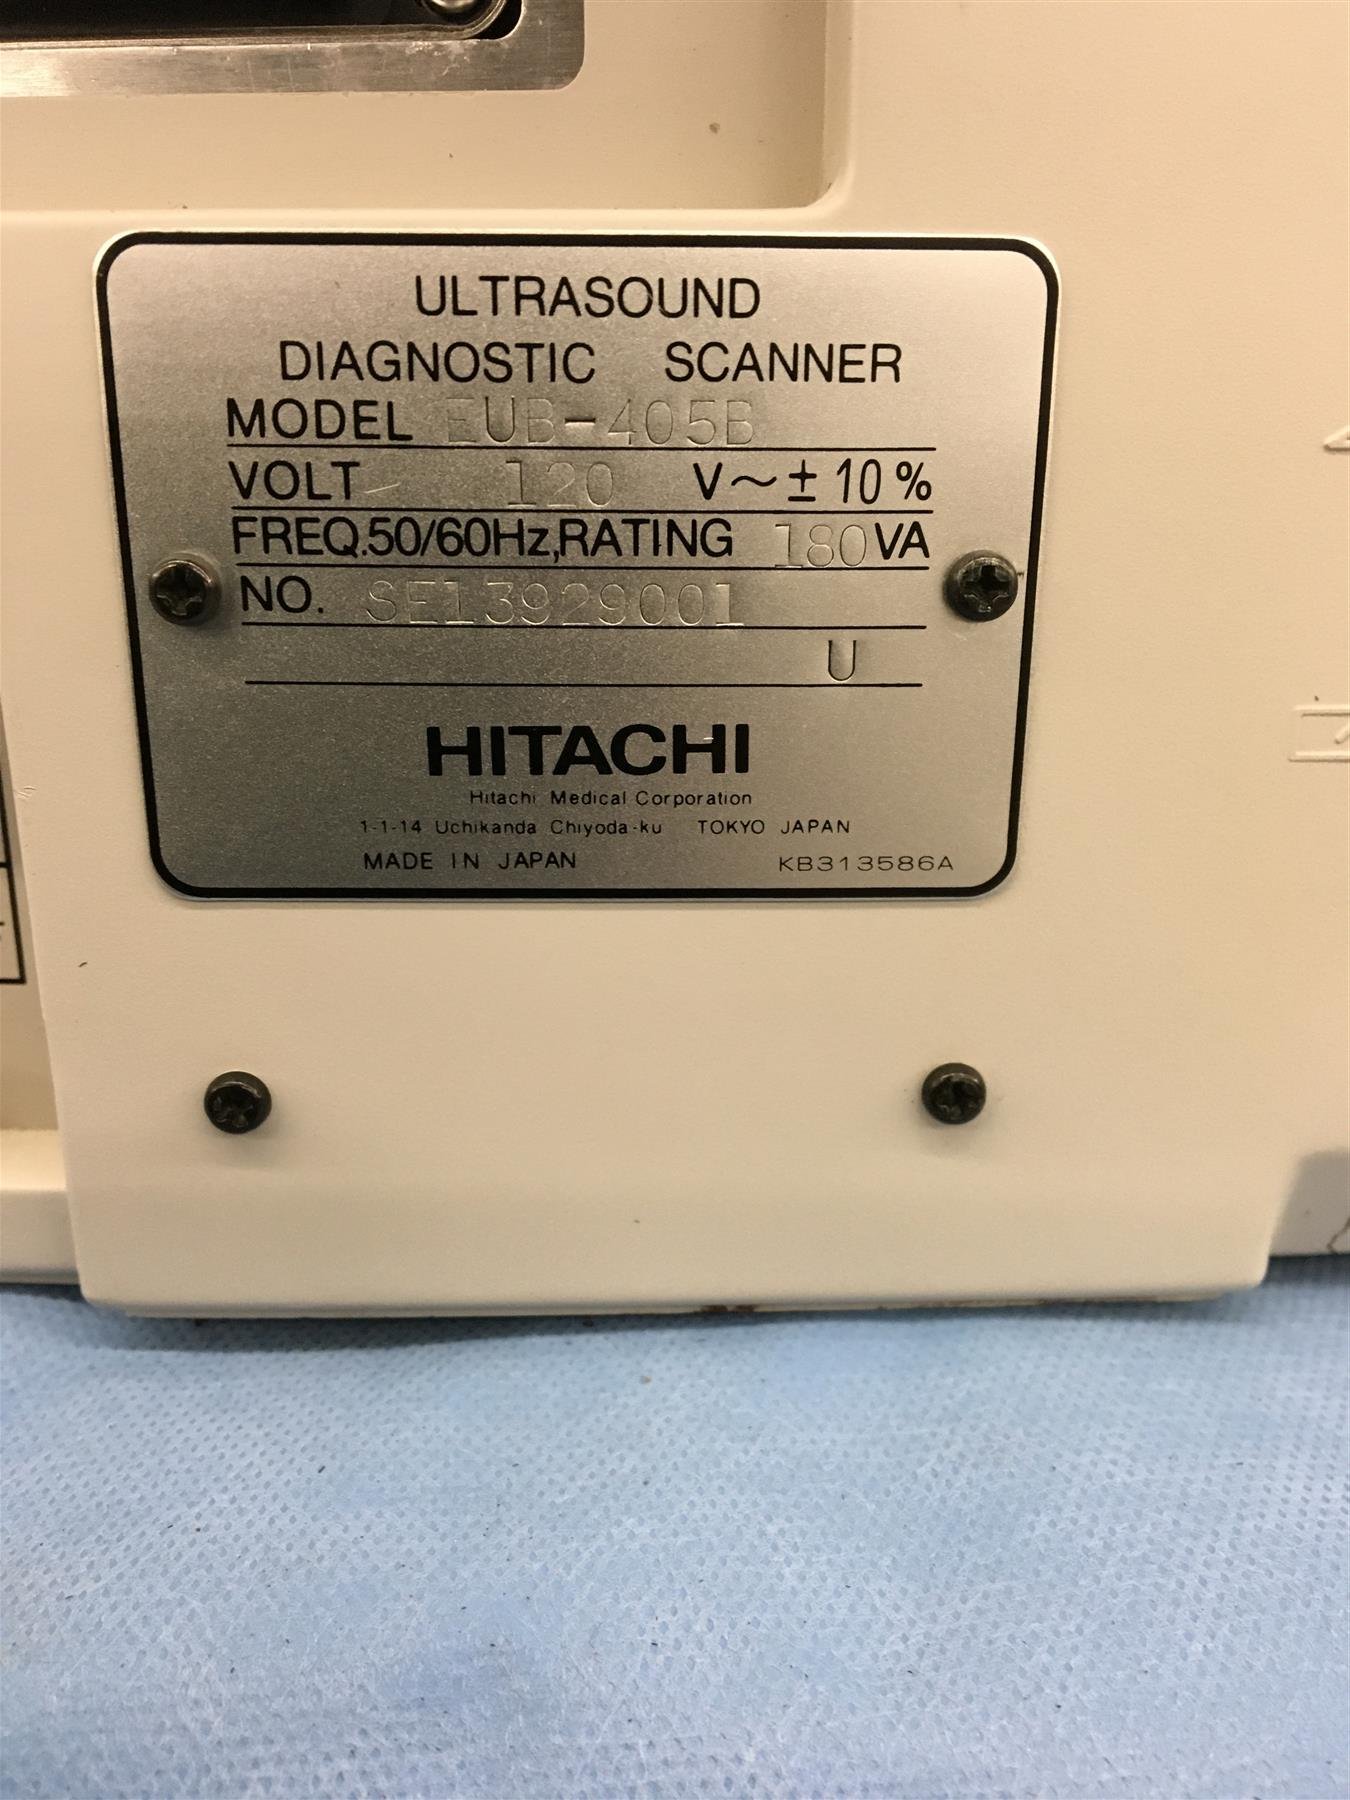 ULTRASOUND
DIAGNOSTIC SCANNER
MODEL EUB-405B
VOLT 120 V~±10%
FREQ.50/60Hz,RATING 180VA
NO. SE13929001
U
HITACHI
Hitachi Medical Corporation
1-1-14 Uchikanda Chiyoda-ku TOKYO JAPAN
MADE IN JAPAN KB313586A